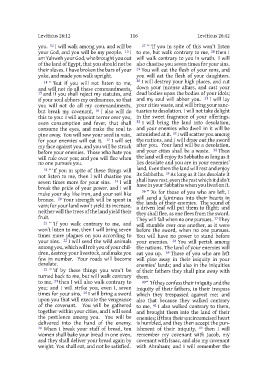 Leviticus 26:12 136 Leviticus 26:42
you. 12 I will walk among you, and will be
your God, and you will be my people. 13 I
am Yahweh your God, who brought you out
of the land of Egypt, that you should not be
their slaves. I have broken the bars of your
yoke, and made you walk upright.
14 “‘But if you will not listen to me,
and will not do all these commandments,
15 and if you shall reject my statutes, and
if your soul abhors my ordinances, so that
you will not do all my commandments,
but break my covenant, 16 I also will do
this to you: I will appoint terror over you,
even consumption and fever, that shall
consume the eyes, and make the soul to
pine away. You will sow your seed in vain,
for your enemies will eat it. 17 I will set
my face against you, and you will be struck
before your enemies. Those who hate you
will rule over you; and you will flee when
no one pursues you.
18 “‘If you in spite of these things will
not listen to me, then I will chastise you
seven times more for your sins. 19 I will
break the pride of your power, and I will
make your sky like iron, and your soil like
bronze. 20 Your strength will be spent in
vain; for your land won’t yield its increase,
neither will the trees of the land yield their
fruit.
21 “‘If you walk contrary to me, and
won’t listen to me, then I will bring seven
times more plagues on you according to
your sins. 22 I will send the wild animals
among you, which will rob you of your chil-
dren, destroy your livestock, and make you
few in number. Your roads will become
desolate.
23 “‘If by these things you won’t be
turned back to me, but will walk contrary
to me, 24 then I will also walk contrary to
you; and I will strike you, even I, seven
times for your sins. 25 I will bring a sword
upon you that will execute the vengeance
of the covenant. You will be gathered
together within your cities, and I will send
the pestilence among you. You will be
delivered into the hand of the enemy.
26 When I break your staff of bread, ten
women shall bake your bread in one oven,
and they shall deliver your bread again by
weight. You shall eat, and not be satisfied.
27 “‘If you in spite of this won’t listen
to me, but walk contrary to me, 28 then I
will walk contrary to you in wrath. I will
also chastise you seven times for your sins.
29 You will eat the flesh of your sons, and
you will eat the flesh of your daughters.
30 I will destroy your high places, and cut
down your incense altars, and cast your
dead bodies upon the bodies of your idols;
and my soul will abhor you. 31 I will lay
your cities waste, and will bring your sanc-
tuaries to desolation. I will not take delight
in the sweet fragrance of your offerings.
32 I will bring the land into desolation,
and your enemies who dwell in it will be
astonished at it. 33 I will scatter you among
the nations, and I will draw out the sword
after you. Your land will be a desolation,
and your cities shall be a waste. 34 Then
the land will enjoy its Sabbaths as long as it
lies desolate and you are in your enemies’
land. Even then the land will rest and enjoy
its Sabbaths. 35 As long as it lies desolate it
shall have rest, even the rest which it didn’t
have in your Sabbaths when you lived on it.
36 “‘As for those of you who are left, I
will send a faintness into their hearts in
the lands of their enemies. The sound of
a driven leaf will put them to flight; and
they shall flee, as one flees from the sword.
They will fall when no one pursues. 37 They
will stumble over one another, as it were
before the sword, when no one pursues.
You will have no power to stand before
your enemies. 38 You will perish among
the nations. The land of your enemies will
eat you up. 39 Those of you who are left
will pine away in their iniquity in your
enemies’ lands; and also in the iniquities
of their fathers they shall pine away with
them.
40 “‘If they confess their iniquity and the
iniquity of their fathers, in their trespass
which they trespassed against me; and
also that because they walked contrary
to me, 41 I also walked contrary to them,
and brought them into the land of their
enemies; if then their uncircumcised heart
is humbled, and they then accept the pun-
ishment of their iniquity, 42 then I will
remember my covenant with Jacob, my
covenant with Isaac, and also my covenant
with Abraham; and I will remember the